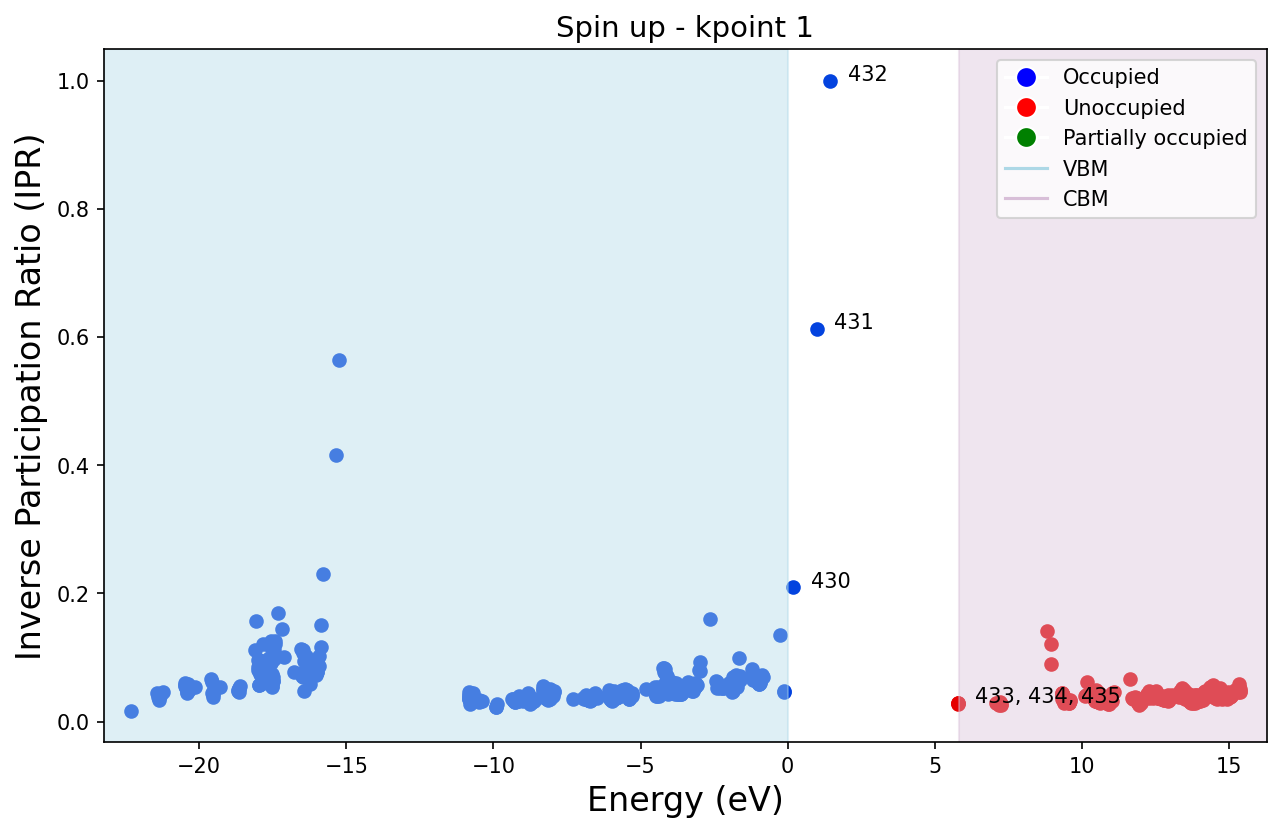 Spin up - kpoint 1
Inverse Participation Ratio (IPR)
1.0
0.8
0.6
0.4
0.2
0.0
432
431
430
433, 434, 435
Occupied
Unoccupied
Partially occupied
VBM
CBM
−20
−15
−10
−5
0
5
10
15
Energy (eV)